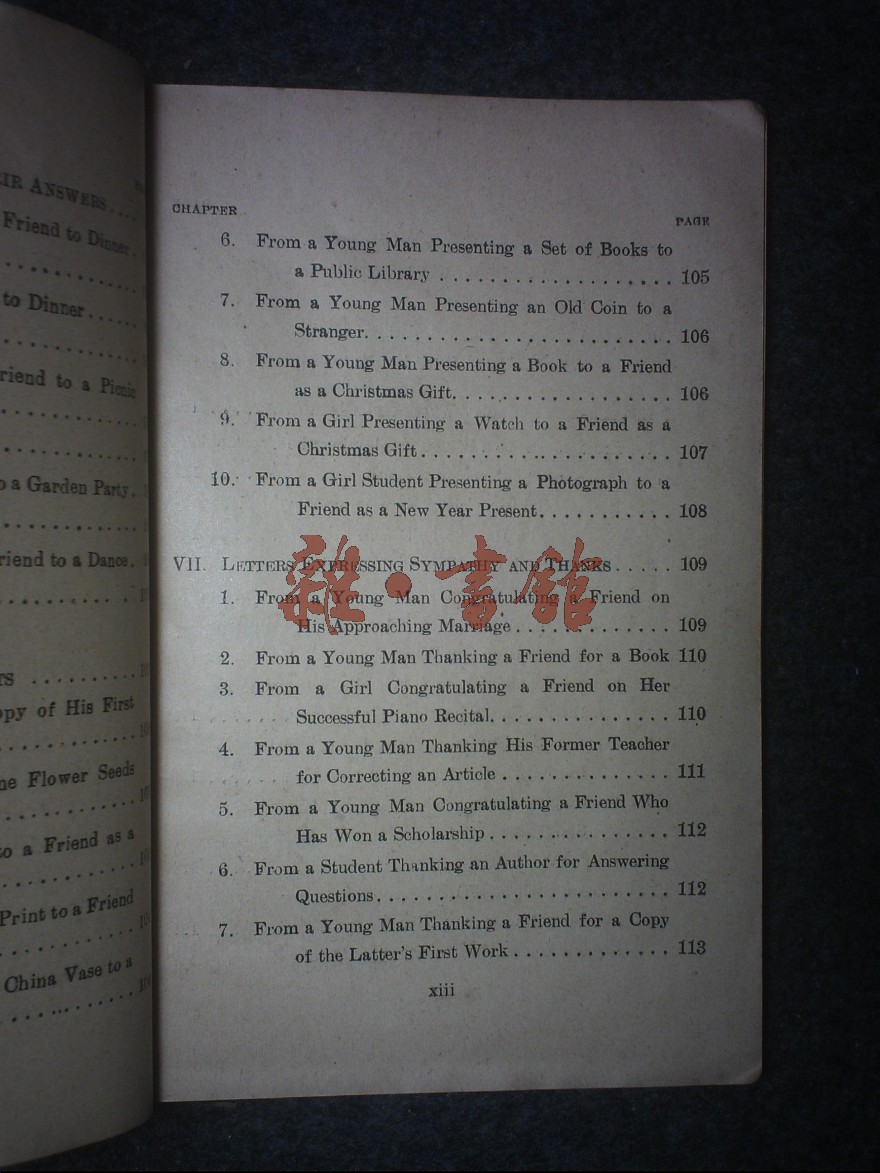 IR ANSWERS....
Friend to Dinner.
to Dinner......
riend to a Picnic
a Garden Party.
riend to a Dance.
TS ..........
py of His First
ne Flower Seeds
o a Friend as a
Print to a Friend
China Vase to a
CHAPTER
PAGE
6. From a Young Man Presenting a Set of Books to
a Public Library .................. 105
7. From a Young Man Presenting an Old Coin to a
Stranger........................ 106
8. From a Young Man Presenting a Book to a Friend
as a Christmas Gift.................. 106
9. From a Girl Presenting a Watch to a Friend as a
Christmas Gift.................... 107
10. From a Girl Student Presenting a Photograph to a
Friend as a New Year Present........... 108
VII. LETTERS EXPRESSING SYMPATHY AND THANKS..... 109
1. From a Young Man Congratulating a Friend on
His Approaching Marriage............. 109
2. From a Young Man Thanking a Friend for a Book 110
3. From a Girl Congratulating a Friend on Her
Successful Piano Recital............... 110
4. From a Young Man Thanking His Former Teacher
for Correcting an Article .............. 111
5. From a Young Man Congratulating a Friend Who
Has Won a Scholarship............... 112
6. From a Student Thanking an Author for Answering
Questions....................... 112
7. From a Young Man Thanking a Friend for a Copy
of the Latter's First Work............. 113
xiii
雜·書館